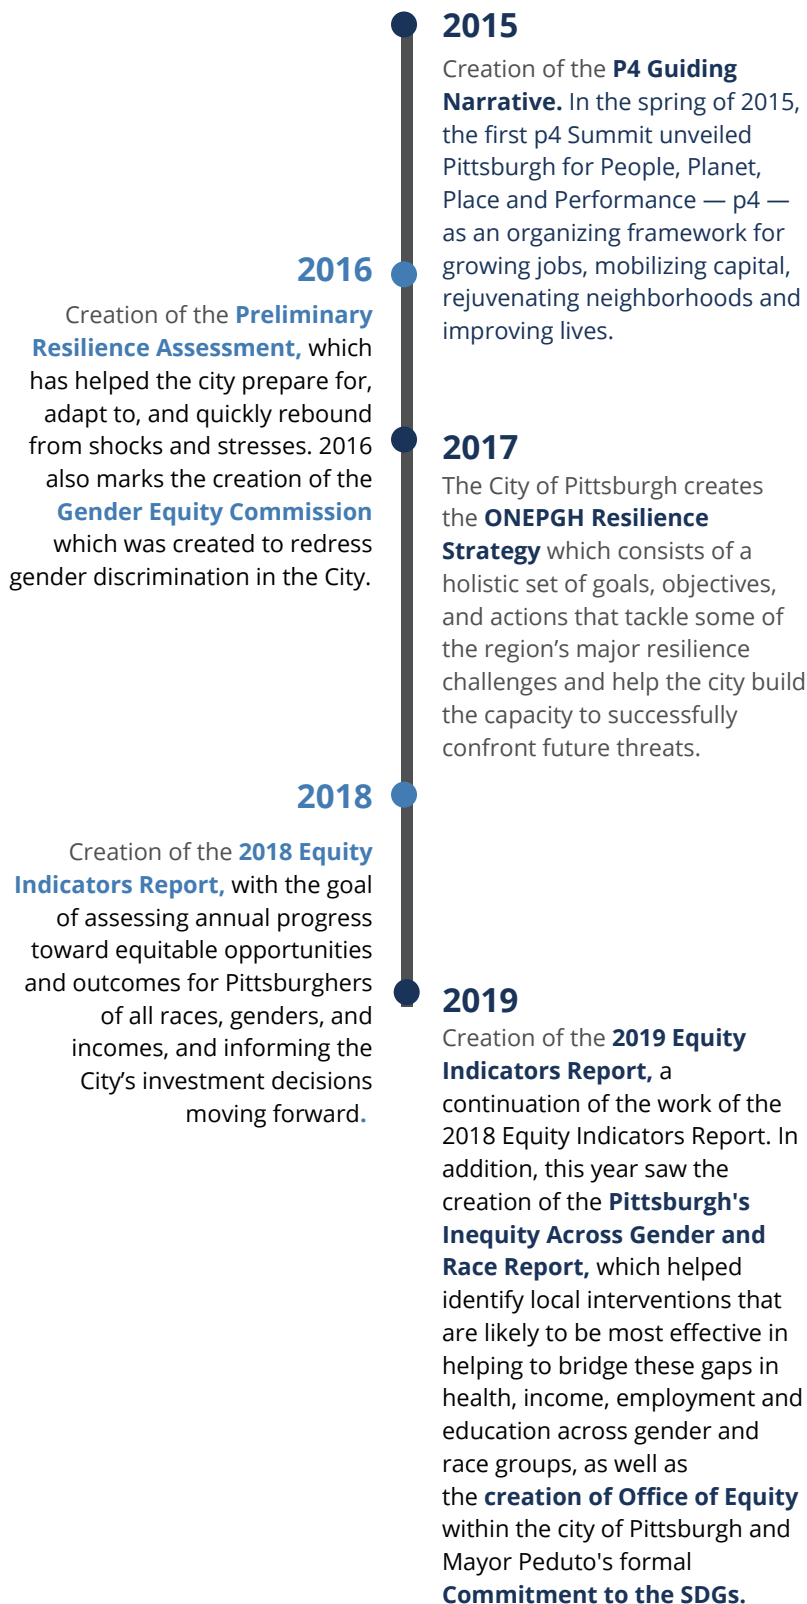 2015
Creation of the P4 Guiding
Narrative. In the spring of 2015,
the first p4 Summit unveiled
Pittsburgh for People, Planet,
Place and Performance — p4 —
as an organizing framework for
growing jobs, mobilizing capital,
rejuvenating neighborhoods and
improving lives.
2016
Creation of the Preliminary
Resilience Assessment, which
has helped the city prepare for,
adapt to, and quickly rebound
from shocks and stresses. 2016
also marks the creation of the
Gender Equity Commission
which was created to redress
gender discrimination in the City.
2017
The City of Pittsburgh creates
the ONEPGH Resilience
Strategy which consists of a
holistic set of goals, objectives,
and actions that tackle some of
the region’s major resilience
challenges and help the city build
the capacity to successfully
confront future threats.
2018
Creation of the 2018 Equity
Indicators Report, with the goal
of assessing annual progress
toward equitable opportunities
and outcomes for Pittsburghers
of all races, genders, and
incomes, and informing the
City’s investment decisions
moving forward.
2019
Creation of the 2019 Equity
Indicators Report, a
continuation of the work of the
2018 Equity Indicators Report. In
addition, this year saw the
creation of the Pittsburgh's
Inequity Across Gender and
Race Report, which helped
identify local interventions that
are likely to be most effective in
helping to bridge these gaps in
health, income, employment and
education across gender and
race groups, as well as
the creation of Office of Equity
within the city of Pittsburgh and
Mayor Peduto's formal
Commitment to the SDGs.